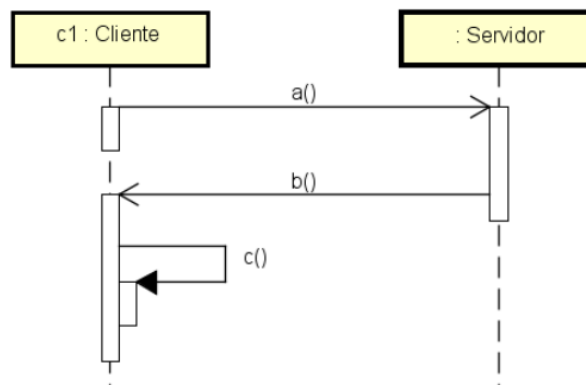 c1 : Cliente
: Servidor
a()
b()
c()